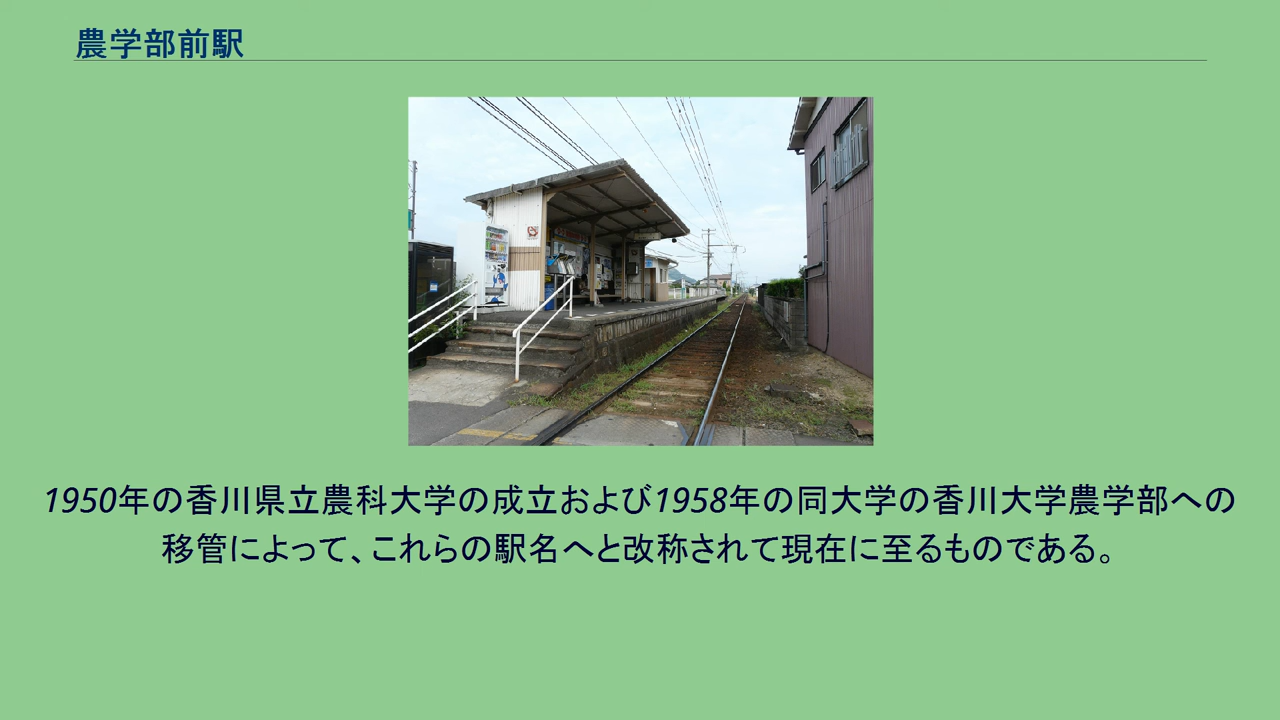 農学部前駅
1950年の香川県立農科大学の成立および1958年の同大学の香川大学農学部への
移管によって、これらの駅名へと改称されて現在に至るものである。